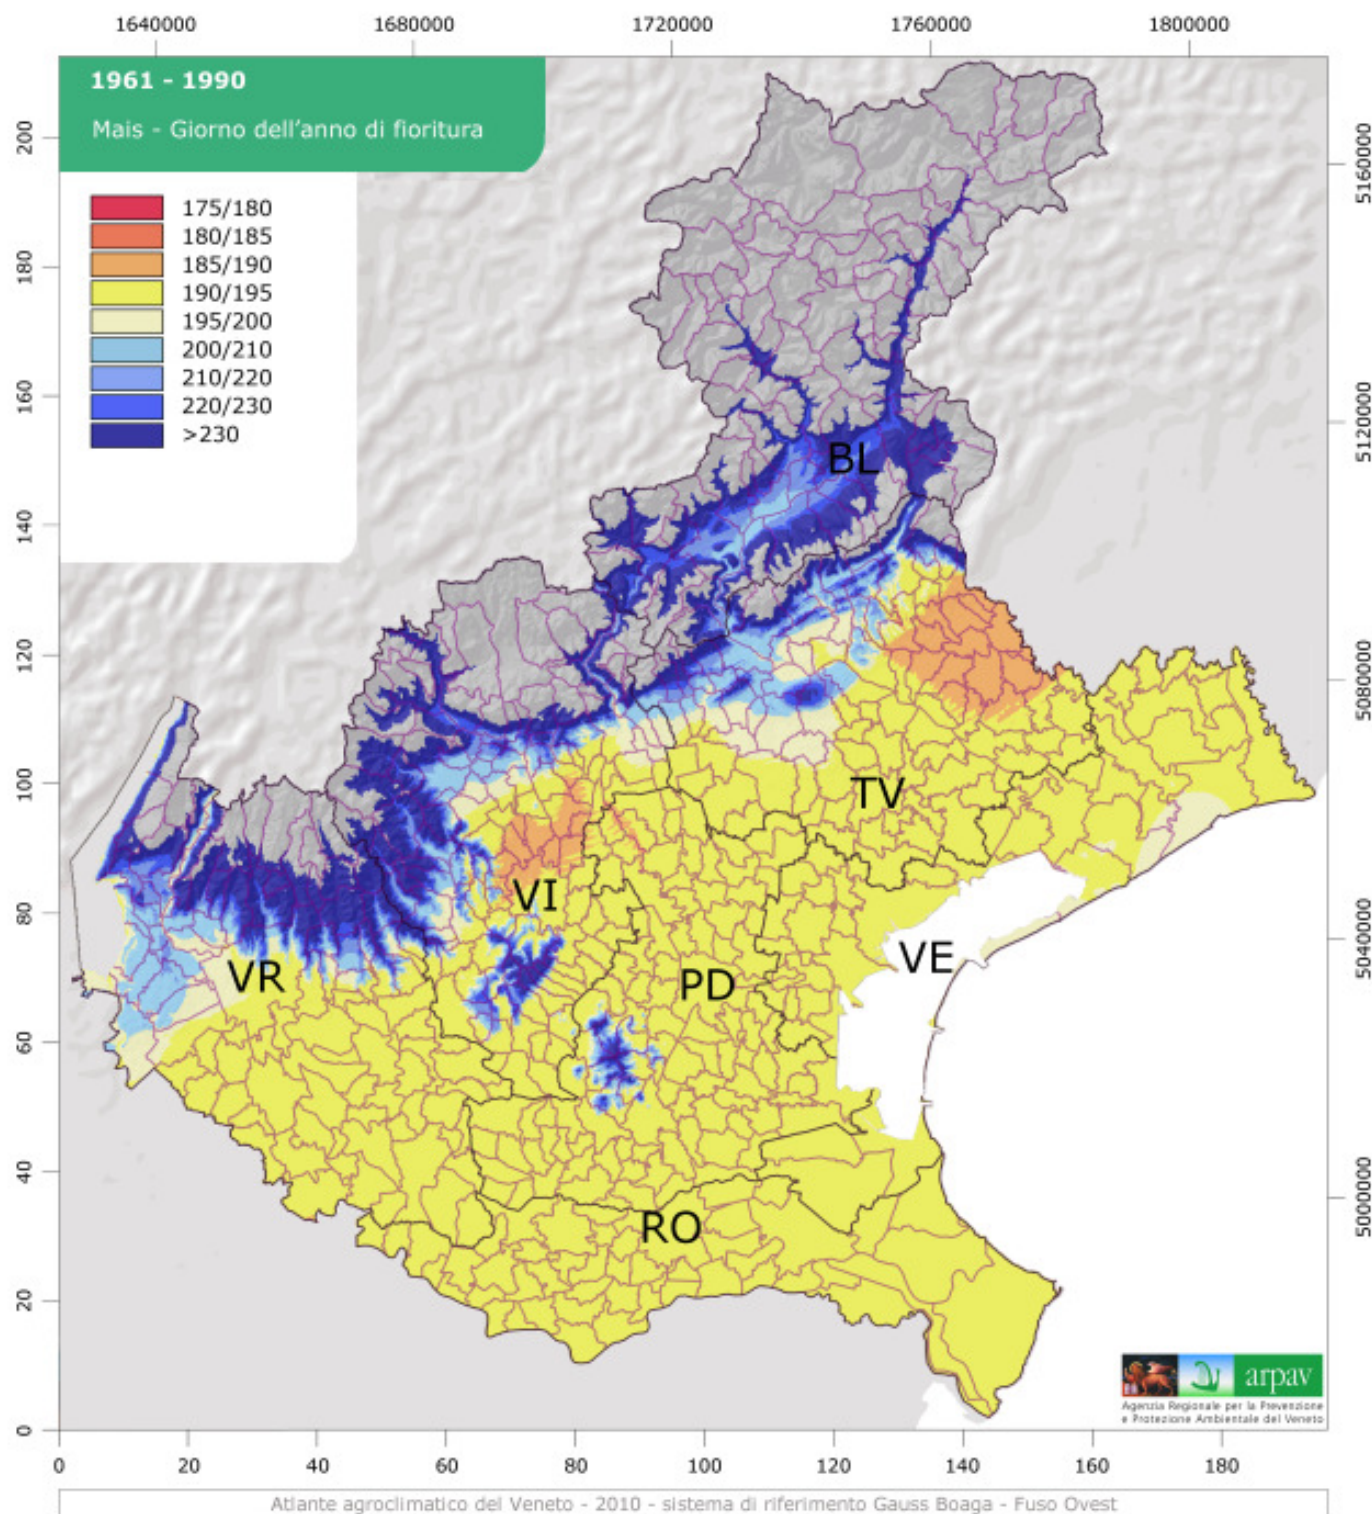 1640000 1680000 1720000 1760000 1800000
1961 - 1990
Mais - Giorno dell'anno di fioritura
175/180
180/185
185/190
190/195
195/200
200/210
210/220
220/230
>230
200
180
160
140
120
100
80
60
40
20
0
5160000
5120000
5080000
5040000
5000000
BL
TV
VI
VR
VE
PD
RO
arpav
Agenzia Regionale per la Prevenzione
e Protezione Ambientale del Veneto
0 20 40 60 80 100 120 140 160 180
Atlante agroclimatico del Veneto - 2010 - sistema di riferimento Gauss Boaga - Fuso Ovest